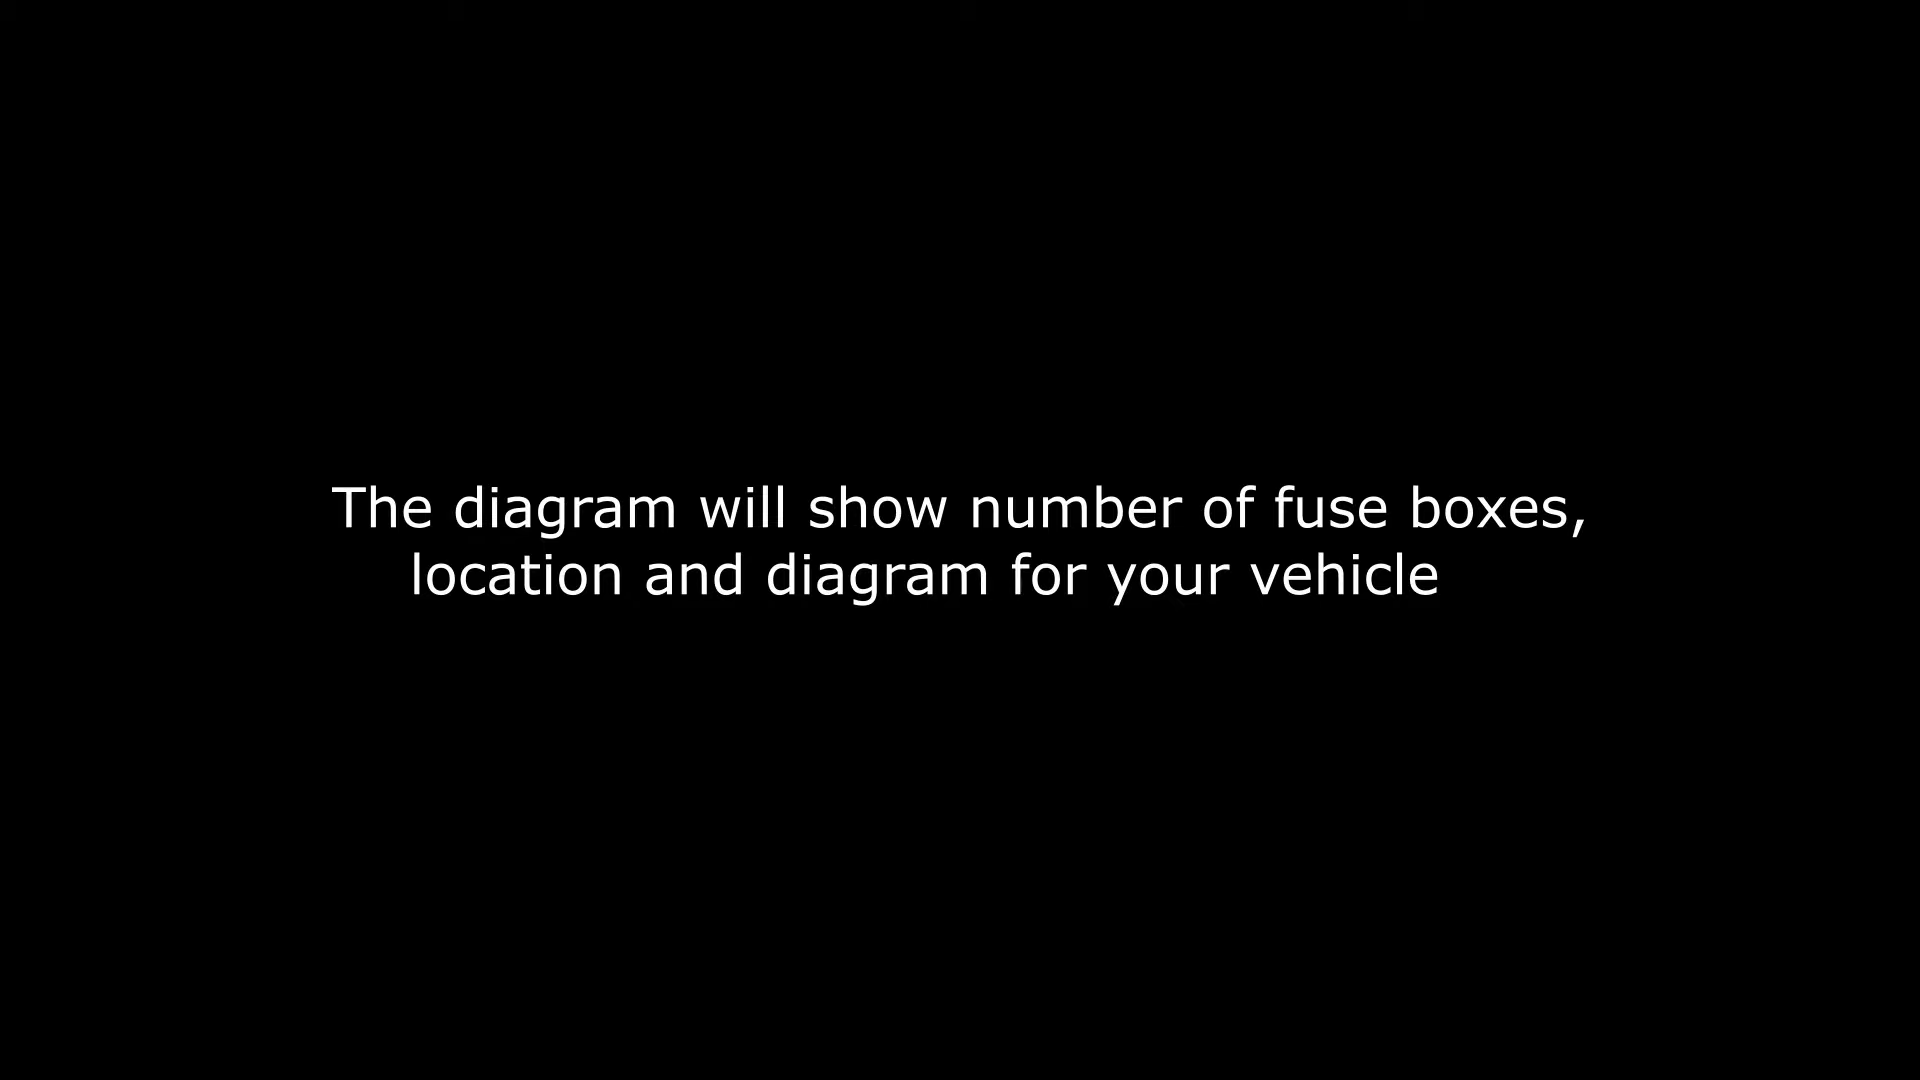 The diagram will show number of fuse boxes,
location and diagram for your vehicle